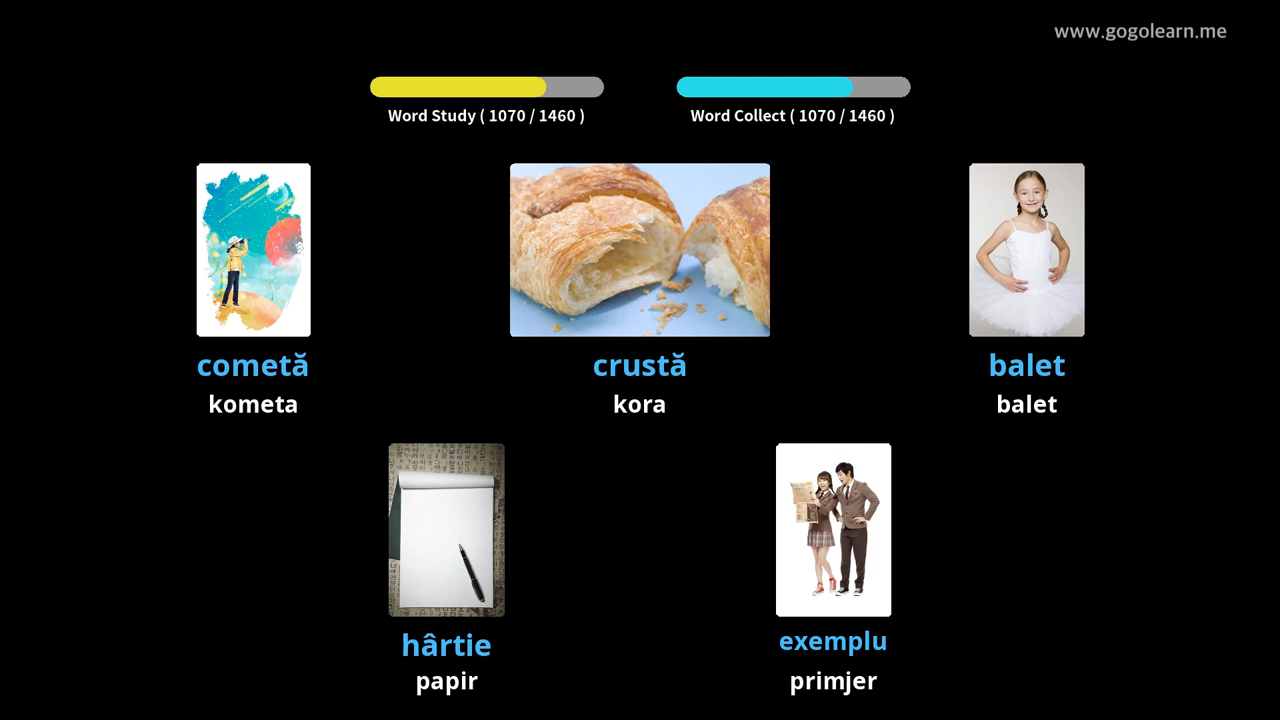 www.gogolearn.me
Word Study ( 1070 / 1460 )
Word Collect ( 1070 / 1460 )
cometă
kometa
crustă
kora
balet
balet
hârtie
papir
exemplu
primjer